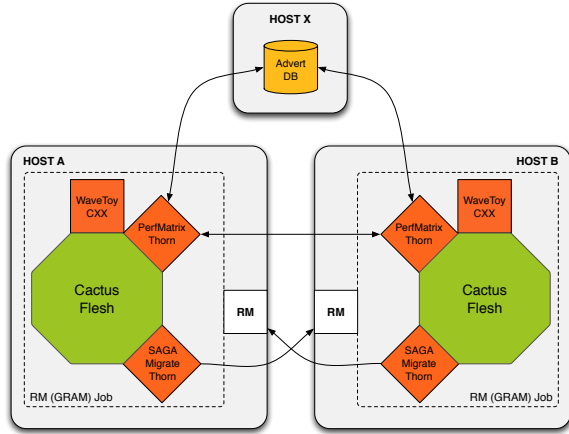 HOST X
Advert
DB
HOST A
WaveToy
CXX
PerfMatrix
Thorn
Cactus
Flesh
RM
SAGA
Migrate
Thorn
RM (GRAM) Job
HOST B
WaveToy
CXX
PerfMatrix
Thorn
Cactus
Flesh
RM
SAGA
Migrate
Thorn
RM (GRAM) Job